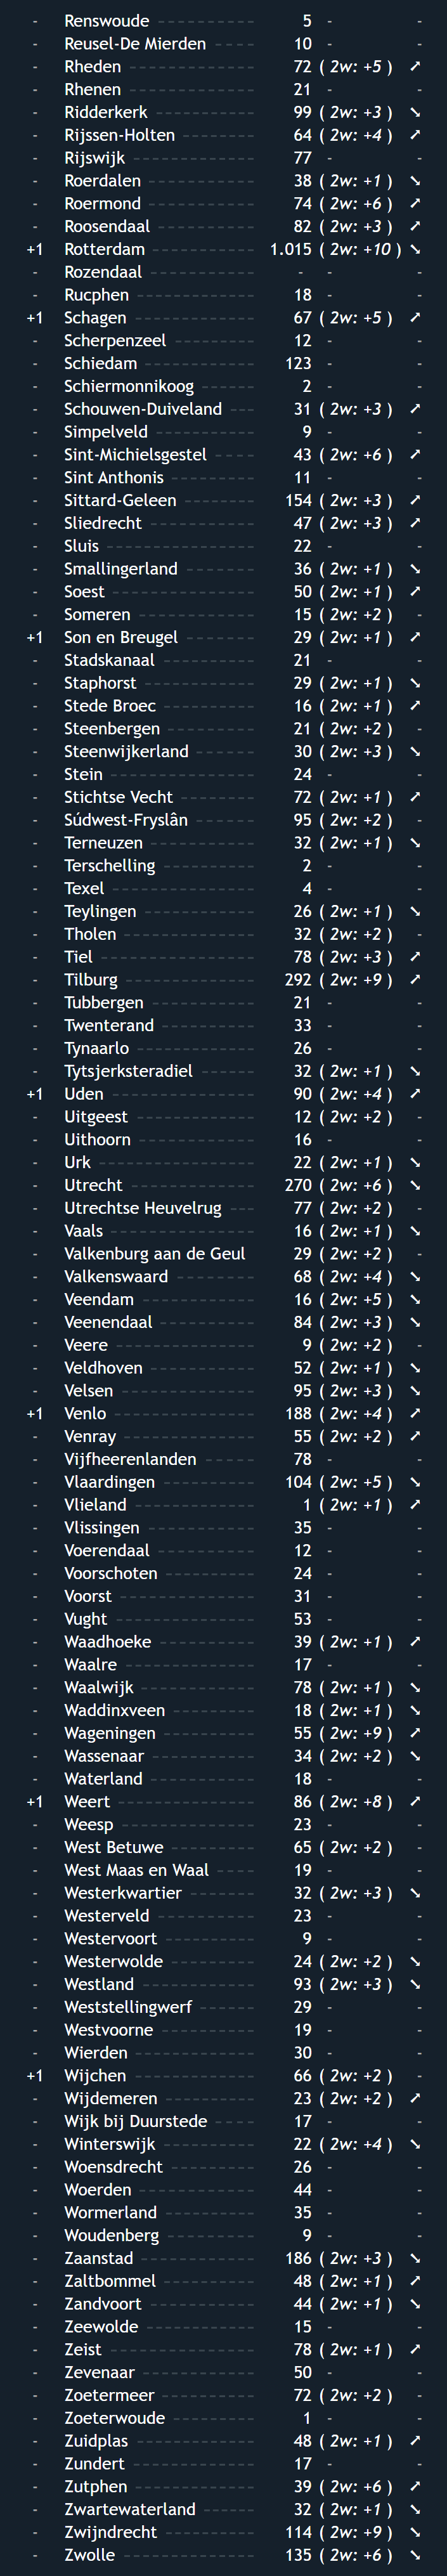 - Renswoude 5 - -
- Reusel-De Mierden 10 - -
- Rheden 72 ( 2w: +5 ) ➚
- Rhenen 21 - -
- Ridderkerk 99 ( 2w: +3 ) ➘
- Rijssen-Holten 64 ( 2w: +4 ) ➚
- Rijswijk 77 - -
- Roerdalen 38 ( 2w: +1 ) ➘
- Roermond 74 ( 2w: +6 ) ➚
- Roosendaal 82 ( 2w: +3 ) ➚
+1 Rotterdam 1.015 ( 2w: +10 ) ➘
- Rozendaal - - -
- Rucphen 18 - -
+1 Schagen 67 ( 2w: +5 ) ➚
- Scherpenzeel 12 - -
- Schiedam 123 - -
- Schiermonnikoog 2 - -
- Schouwen-Duiveland 31 ( 2w: +3 ) ➚
- Simpelveld 9 - -
- Sint-Michielsgestel 43 ( 2w: +6 ) ➚
- Sint Anthonis 11 - -
- Sittard-Geleen 154 ( 2w: +3 ) ➚
- Sliedrecht 47 ( 2w: +3 ) ➚
- Sluis 22 - -
- Smallingerland 36 ( 2w: +1 ) ➘
- Soest 50 ( 2w: +1 ) ➚
- Someren 15 ( 2w: +2 ) -
+1 Son en Breugel 29 ( 2w: +1 ) ➚
- Stadskanaal 21 - -
- Staphorst 29 ( 2w: +1 ) ➘
- Stede Broec 16 ( 2w: +1 ) ➚
- Steenbergen 21 ( 2w: +2 ) -
- Steenwijkerland 30 ( 2w: +3 ) ➘
- Stein 24 - -
- Stichtse Vecht 72 ( 2w: +1 ) ➚
- Súdwest-Fryslân 95 ( 2w: +2 ) -
- Terneuzen 32 ( 2w: +1 ) ➘
- Terschelling 2 - -
- Texel 4 - -
- Teylingen 26 ( 2w: +1 ) ➘
- Tholen 32 ( 2w: +2 ) -
- Tiel 78 ( 2w: +3 ) ➚
- Tilburg 292 ( 2w: +9 ) ➚
- Tubbergen 21 - -
- Twenterand 33 - -
- Tynaarlo 26 - -
- Tytsjerksteradiel 32 ( 2w: +1 ) ➘
+1 Uden 90 ( 2w: +4 ) ➚
- Uitgeest 12 ( 2w: +2 ) -
- Uithoorn 16 - -
- Urk 22 ( 2w: +1 ) ➘
- Utrecht 270 ( 2w: +6 ) ➘
- Utrechtse Heuvelrug 77 ( 2w: +2 ) -
- Vaals 16 ( 2w: +1 ) ➘
- Valkenburg aan de Geul 29 ( 2w: +2 ) -
- Valkenswaard 68 ( 2w: +4 ) ➘
- Veendam 16 ( 2w: +5 ) ➘
- Veenendaal 84 ( 2w: +3 ) ➘
- Veere 9 ( 2w: +2 ) -
- Veldhoven 52 ( 2w: +1 ) ➘
- Velsen 95 ( 2w: +3 ) ➘
+1 Venlo 188 ( 2w: +4 ) ➚
- Venray 55 ( 2w: +2 ) ➚
- Vijfheerenlanden 78 - -
- Vlaardingen 104 ( 2w: +5 ) ➘
- Vlieland 1 ( 2w: +1 ) ➚
- Vlissingen 35 - -
- Voerendaal 12 - -
- Voorschoten 24 - -
- Voorst 31 - -
- Vught 53 - -
- Waadhoeke 39 ( 2w: +1 ) ➚
- Waalre 17 - -
- Waalwijk 78 ( 2w: +1 ) ➘
- Waddinxveen 18 ( 2w: +1 ) ➘
- Wageningen 55 ( 2w: +9 ) ➚
- Wassenaar 34 ( 2w: +2 ) ➘
- Waterland 18 - -
+1 Weert 86 ( 2w: +8 ) ➚
- Weesp 23 - -
- West Betuwe 65 ( 2w: +2 ) -
- West Maas en Waal 19 - -
- Westerkwartier 32 ( 2w: +3 ) ➘
- Westerveld 23 - -
- Westervoort 9 - -
- Westerwolde 24 ( 2w: +2 ) ➘
- Westland 93 ( 2w: +3 ) ➘
- Weststellingwerf 29 - -
- Westvoorne 19 - -
- Wierden 30 - -
+1 Wijchen 66 ( 2w: +2 ) -
- Wijdemeren 23 ( 2w: +2 ) ➚
- Wijk bij Duurstede 17 - -
- Winterswijk 22 ( 2w: +4 ) ➘
- Woensdrecht 26 - -
- Woerden 44 - -
- Wormerland 35 - -
- Woudenberg 9 - -
- Zaanstad 186 ( 2w: +3 ) ➘
- Zaltbommel 48 ( 2w: +1 ) ➚
- Zandvoort 44 ( 2w: +1 ) ➘
- Zeewolde 15 - -
- Zeist 78 ( 2w: +1 ) ➚
- Zevenaar 50 - -
- Zoetermeer 72 ( 2w: +2 ) -
- Zoeterwoude 1 - -
- Zuidplas 48 ( 2w: +1 ) ➚
- Zundert 17 - -
- Zutphen 39 ( 2w: +6 ) ➚
- Zwartewaterland 32 ( 2w: +1 ) ➘
- Zwijndrecht 114 ( 2w: +9 ) ➘
- Zwolle 135 ( 2w: +6 ) ➘